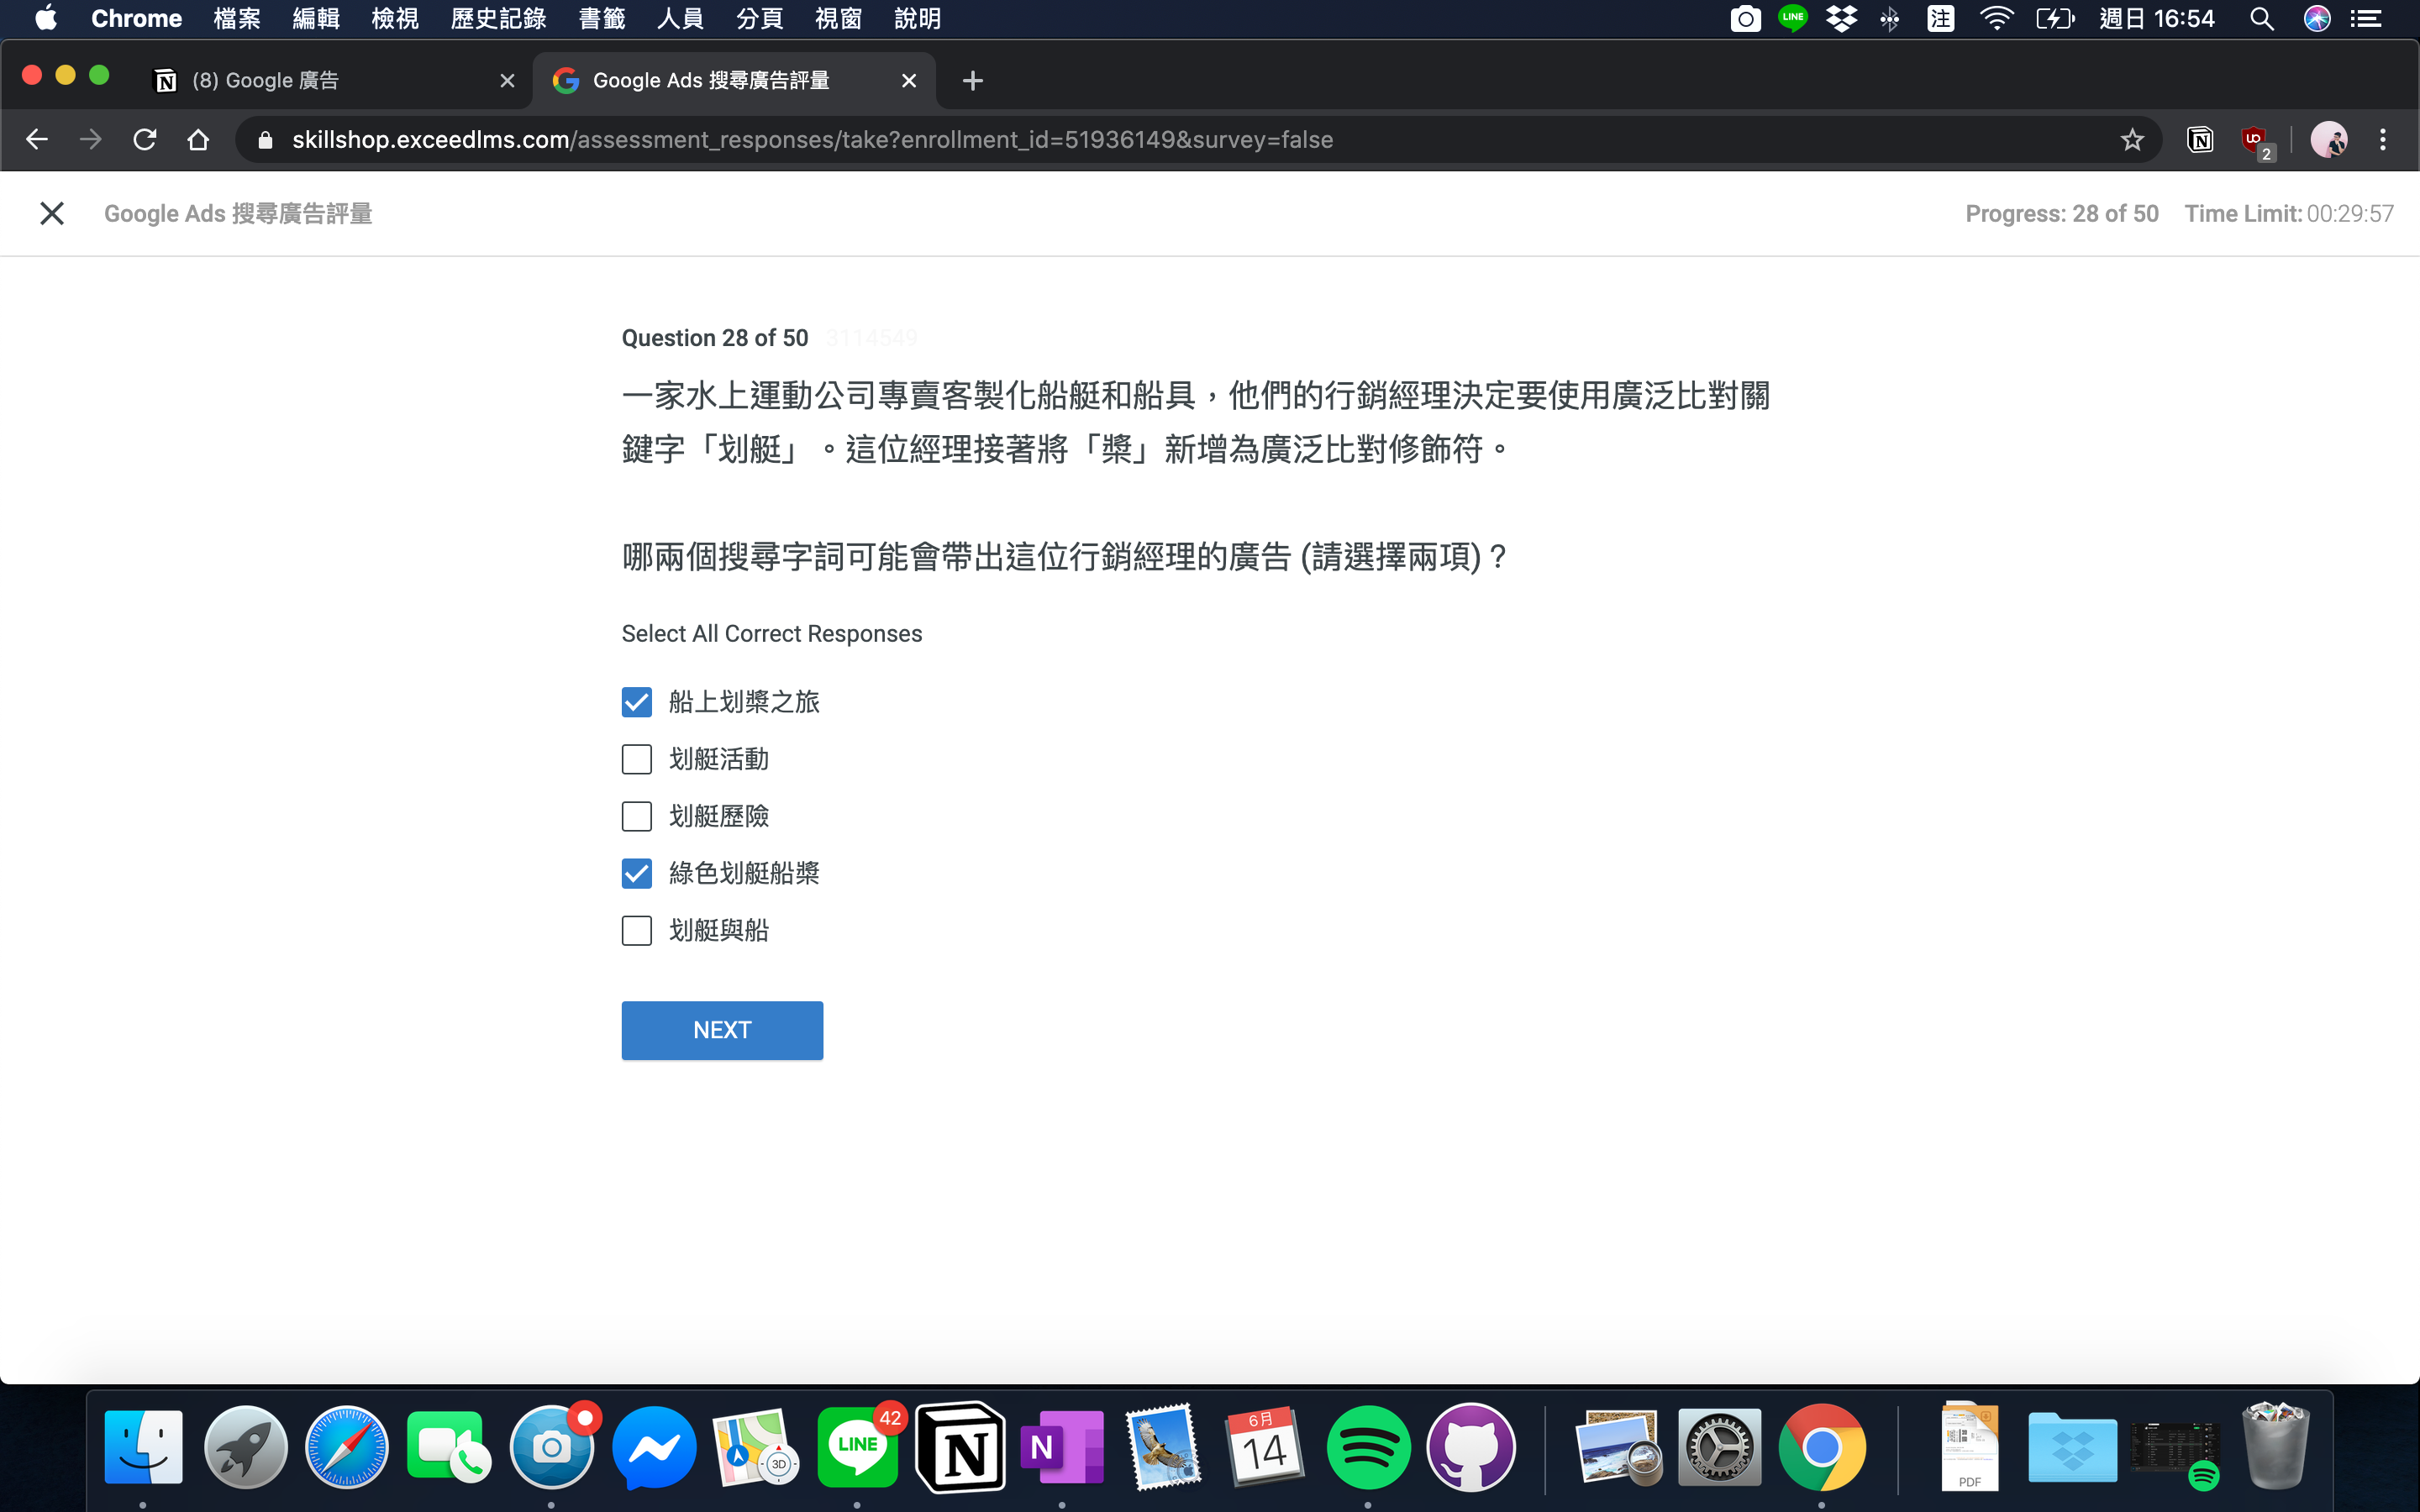 Chrome 檔案 編輯 檢視 歷史記錄 書籤 人員 分頁 視窗 說明 LINE 注 週日 16:54
(8) Google 廣告 Google Ads 搜尋廣告評量
skillshop.exceedlms.com/assessment_responses/take?enrollment_id=51936149&survey=false 2
Google Ads 搜尋廣告評量 Progress: 28 of 50 Time Limit: 00:29:57
Question 28 of 50 3114549
一家水上運動公司專賣客製化船艇和船具，他們的行銷經理決定要使用廣泛比對關
鍵字「划艇」。這位經理接著將「槳」新增為廣泛比對修飾符。
哪兩個搜尋字詞可能會帶出這位行銷經理的廣告 (請選擇兩項)？
Select All Correct Responses
船上划槳之旅
划艇活動
划艇歷險
綠色划艇船槳
划艇與船
NEXT
3D LINE 42 N N 6月 14 PDF